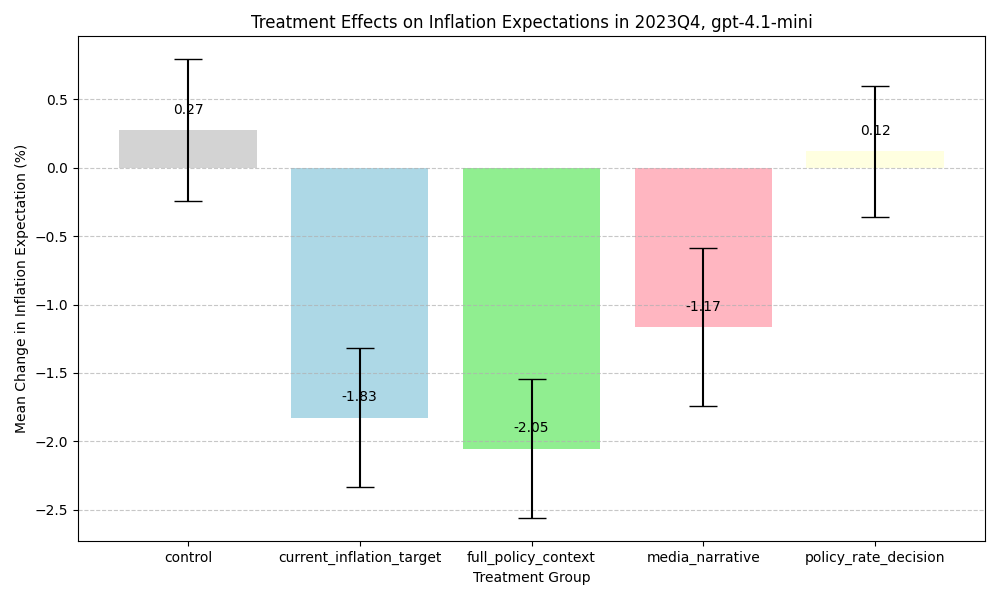 Treatment Effects on Inflation Expectations in 2023Q4, gpt-4.1-mini
Mean Change in Inflation Expectation (%)
0.5
0.0
−0.5
−1.0
−1.5
−2.0
−2.5
0.27
-1.83
-2.05
-1.17
0.12
control
current_inflation_target
full_policy_context
media_narrative
policy_rate_decision
Treatment Group